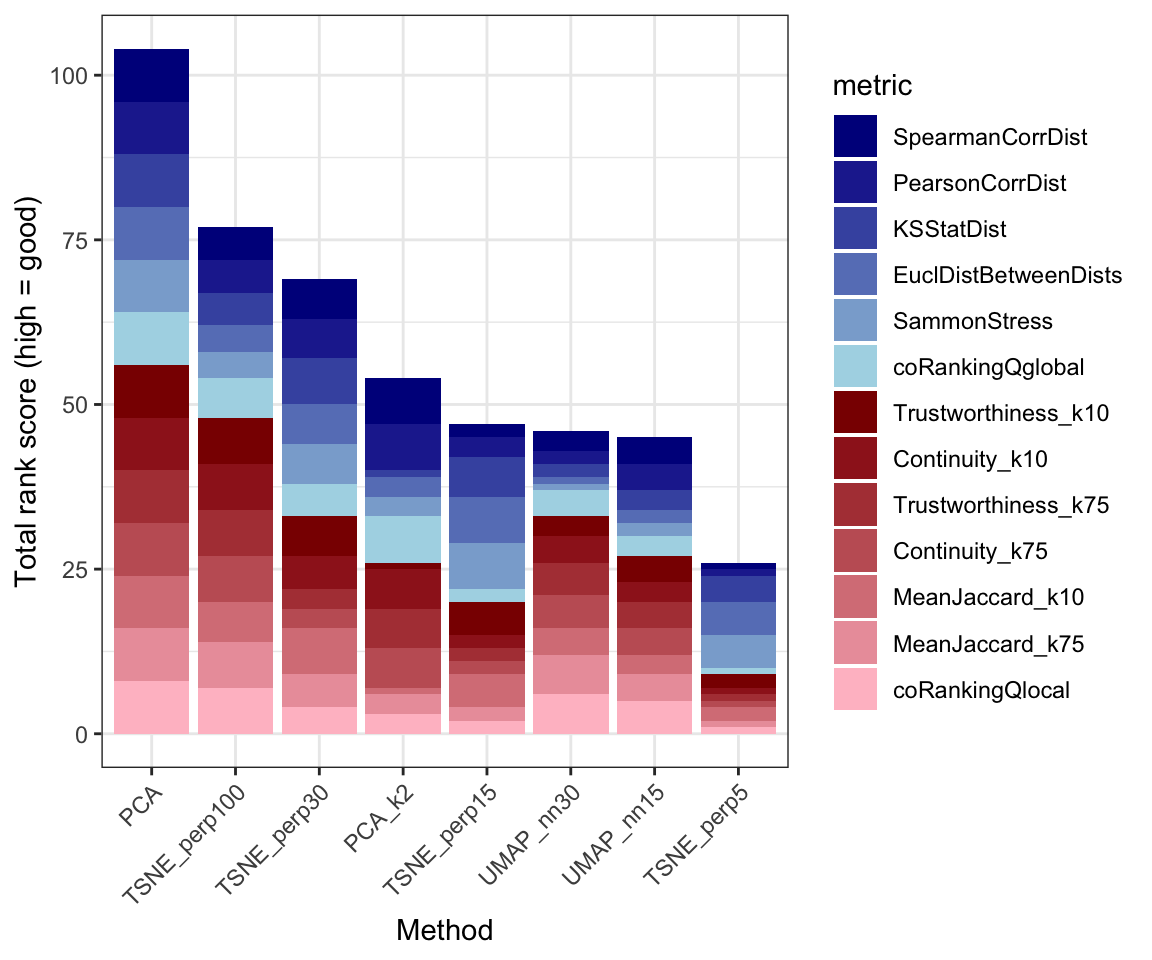 Total rank score (high = good)
100
75
50
25
0
PCA
TSNE_perp100
TSNE_perp30
PCA_k2
TSNE_perp15
UMAP_nn30
UMAP_nn15
TSNE_perp5
Method
metric
SpearmanCorrDist
PearsonCorrDist
KSStatDist
EuclDistBetweenDists
SammonStress
coRankingQglobal
Trustworthiness_k10
Continuity_k10
Trustworthiness_k75
Continuity_k75
MeanJaccard_k10
MeanJaccard_k75
coRankingQlocal